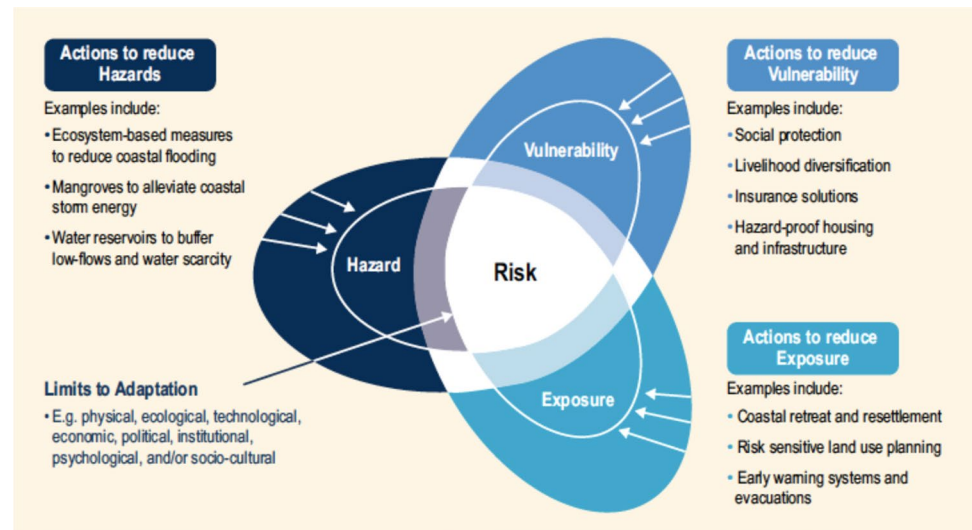 Actions to reduce
Hazards
Examples include:
•Ecosystem-based measures
to reduce coastal flooding
•Mangroves to alleviate coastal
storm energy
•Water reservoirs to buffer
low-flows and water scarcity
Limits to Adaptation
•E.g. physical, ecological, technological,
economic, political, institutional,
psychological, and/or socio-cultural
Vulnerability
Hazard
Risk
Exposure
Actions to reduce
Vulnerability
Examples include:
•Social protection
•Livelihood diversification
•Insurance solutions
•Hazard-proof housing
and infrastructure
Actions to reduce
Exposure
Examples include:
•Coastal retreat and resettlement
•Risk sensitive land use planning
•Early warning systems and
evacuations